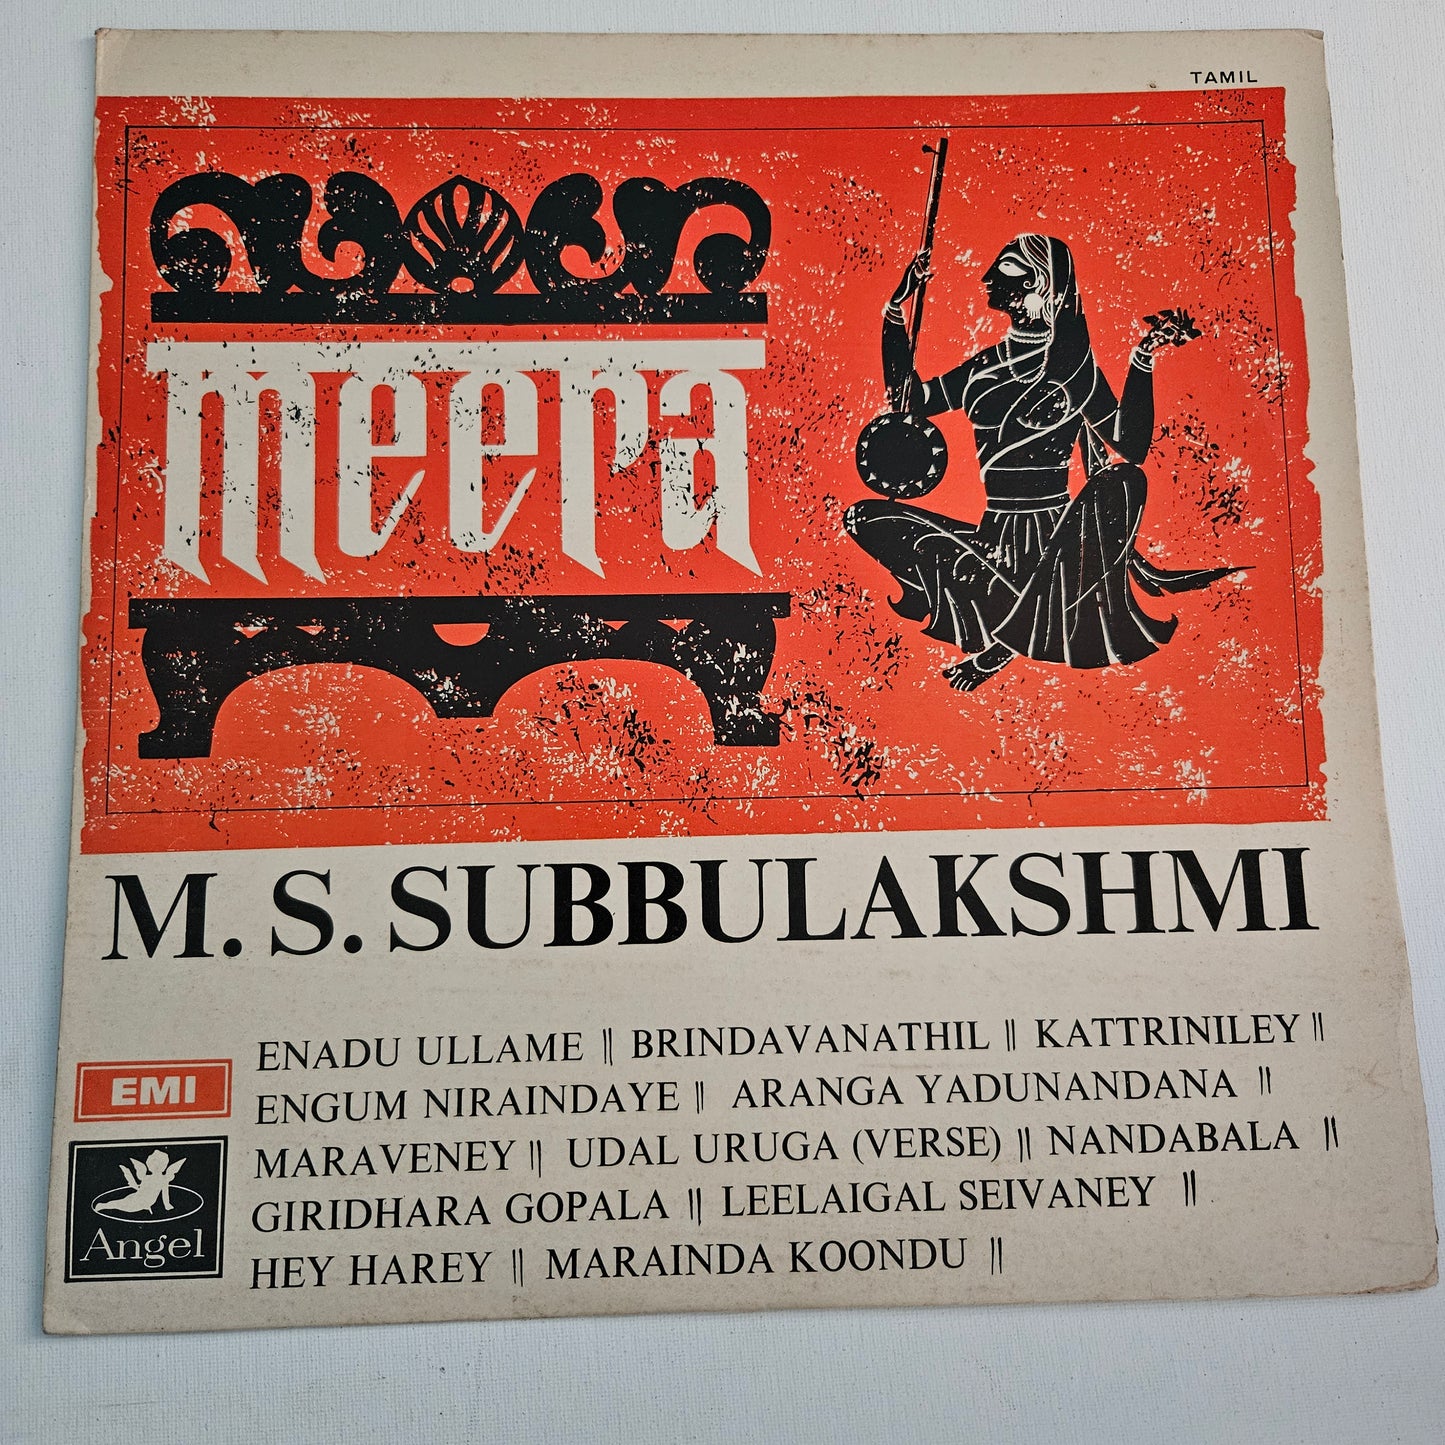 TAMIL
meera
M. S. SUBBULAKSHMI
ENADU ULLAME || BRINDAVANATHIL || KATTRINILEY ||
ENGUM NIRAINDAYE || ARANGA YADUNANDANA ||
MARAVENEY || UDAL URUGA (VERSE) || NANDABALA ||
GIRIDHARA GOPALA || LEELAIGAL SEIVANEY ||
HEY HAREY || MARAINDA KOONDU ||
EMI
Angel